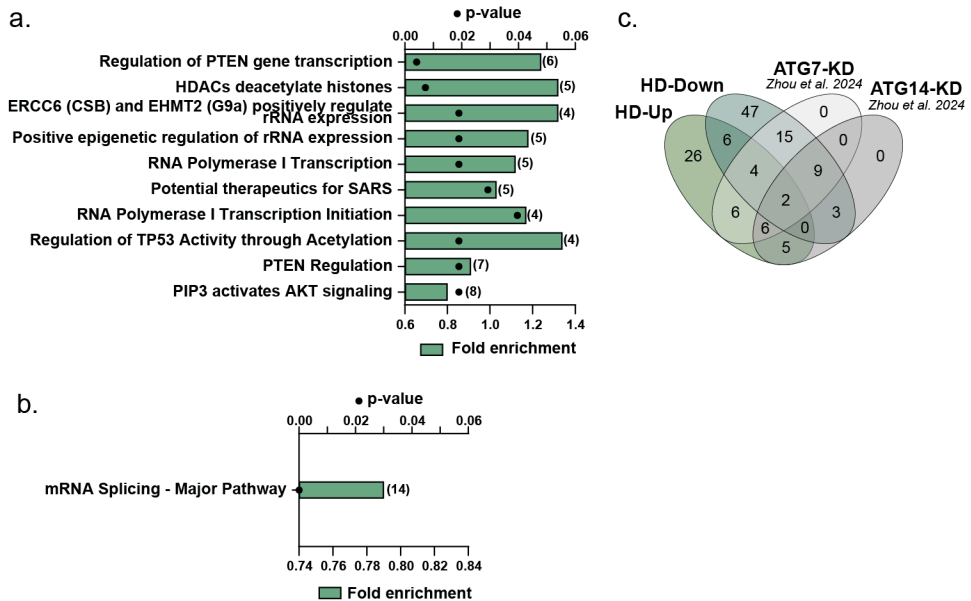 a.
p-value
0.00 0.02 0.04 0.06
Regulation of PTEN gene transcription (6)
HDACs deacetylate histones (5)
ERCC6 (CSB) and EHMT2 (G9a) positively regulate
rRNA expression (4)
Positive epigenetic regulation of rRNA expression (5)
RNA Polymerase I Transcription (5)
Potential therapeutics for SARS (5)
RNA Polymerase I Transcription Initiation (4)
Regulation of TP53 Activity through Acetylation (4)
PTEN Regulation (7)
PIP3 activates AKT signaling (8)
0.6 0.8 1.0 1.2 1.4
Fold enrichment
b.
p-value
0.00 0.02 0.04 0.06
mRNA Splicing - Major Pathway (14)
0.74 0.76 0.78 0.80 0.82 0.84
Fold enrichment
c.
ATG7-KD
Zhou et al. 2024
HD-Down
ATG14-KD
Zhou et al. 2024
HD-Up
47 0
6 15 0
26 0
4 9
2
6 3
6 0
5